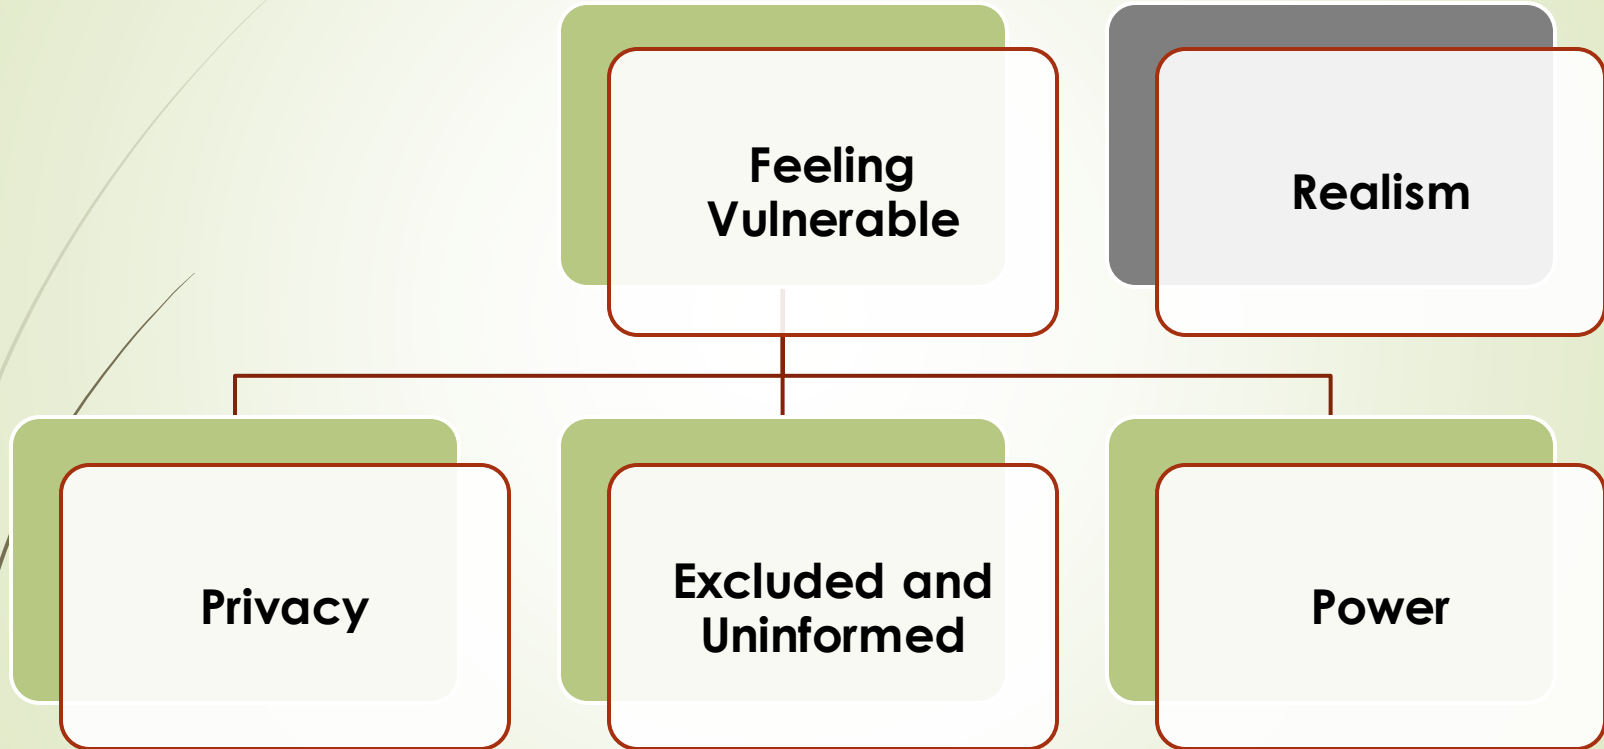 Feeling
Vulnerable
Realism
Privacy
Excluded and
Uninformed
Power